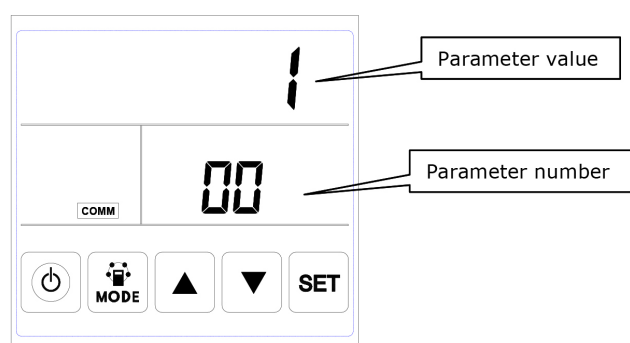 1
Parameter value
00
Parameter number
COMM
MODE
SET